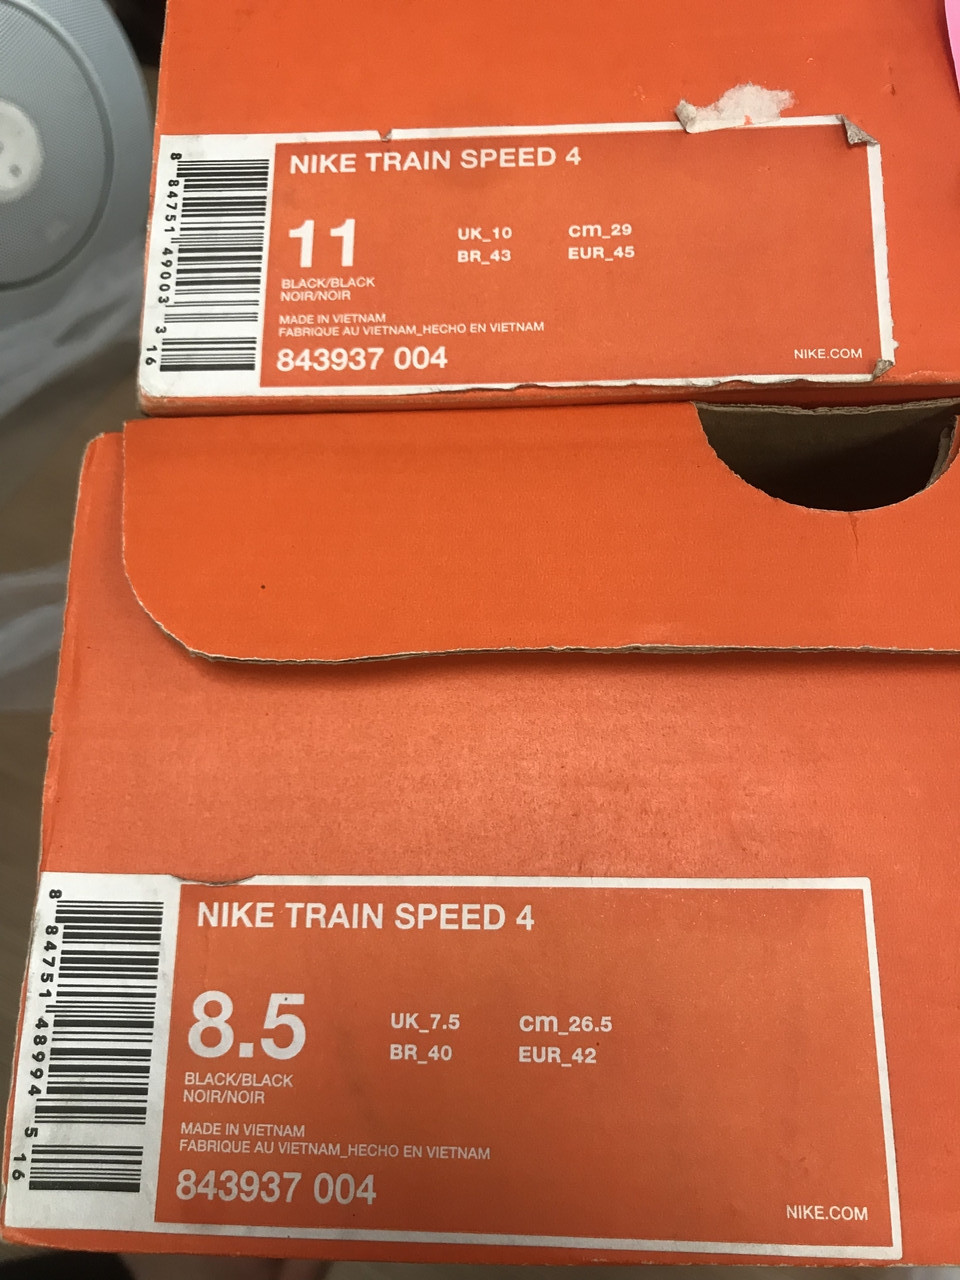 NIKE TRAIN SPEED 4
11
UK_10 cm_29
BR_43 EUR_45
BLACK/BLACK
NOIR/NOIR
MADE IN VIETNAM
FABRIQUE AU VIETNAM_HECHO EN VIETNAM
843937 004
NIKE.COM
8 84751 49003 3 16
NIKE TRAIN SPEED 4
8.5
UK_7.5 cm_26.5
BR_40 EUR_42
BLACK/BLACK
NOIR/NOIR
MADE IN VIETNAM
FABRIQUE AU VIETNAM_HECHO EN VIETNAM
843937 004
NIKE.COM
8 84751 48994 5 16